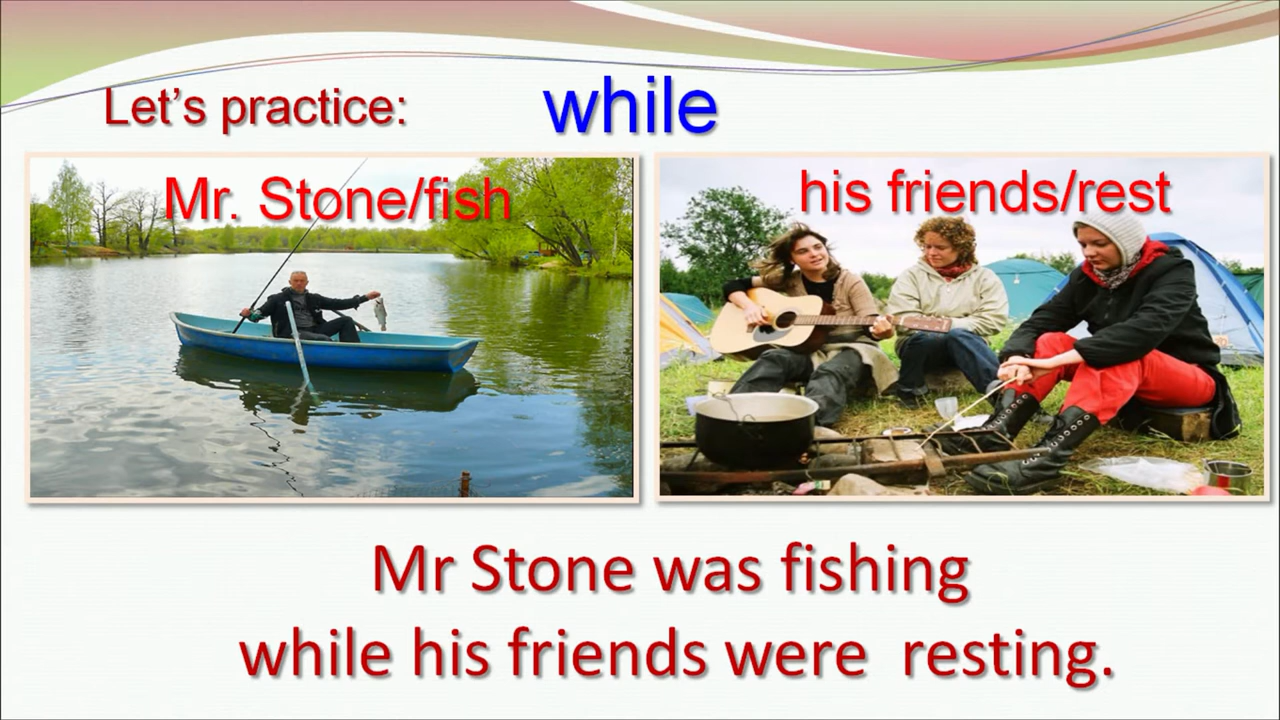 Let’s practice:
while
Mr. Stone/fish
his friends/rest
Mr Stone was fishing
while his friends were resting.